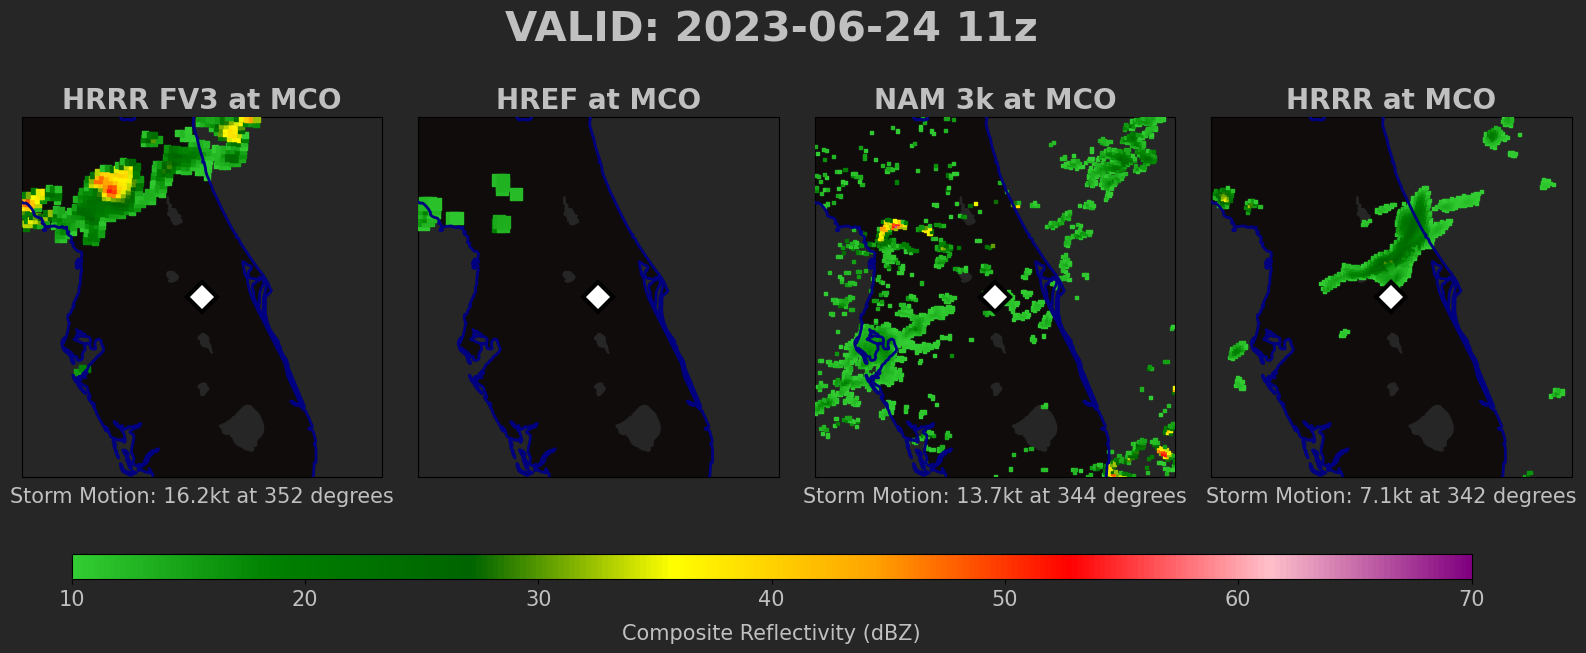 VALID: 2023-06-24 11z
HRRR FV3 at MCO
HREF at MCO
NAM 3k at MCO
HRRR at MCO
Storm Motion: 16.2kt at 352 degrees
Storm Motion: 13.7kt at 344 degrees
Storm Motion: 7.1kt at 342 degrees
10 20 30 40 50 60 70
Composite Reflectivity (dBZ)